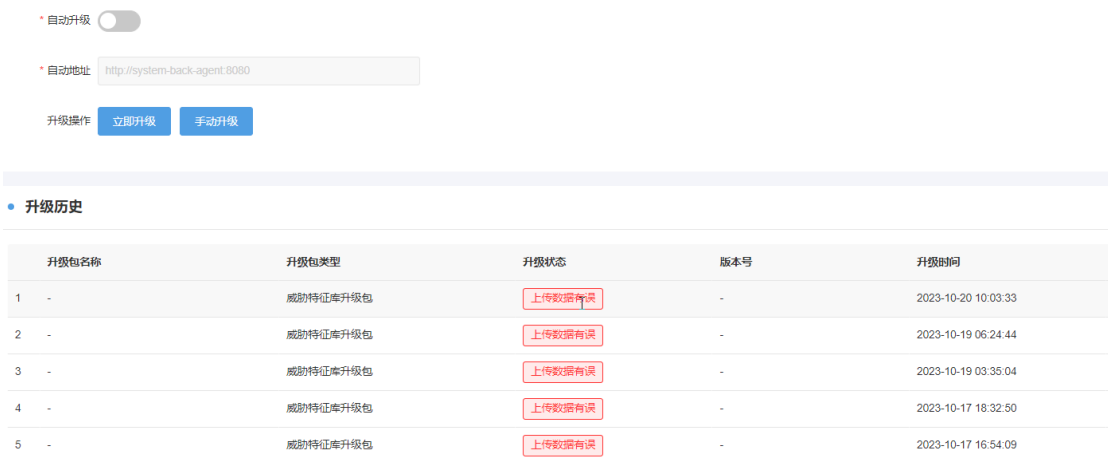 * 自动升级
* 自动地址 http://system-back-agent:8080
升级操作 立即升级 手动升级
升级历史
升级包名称 升级包类型 升级状态 版本号 升级时间
1 - 威胁特征库升级包 上传数据有误 - 2023-10-20 10:03:33
2 - 威胁特征库升级包 上传数据有误 - 2023-10-19 06:24:44
3 - 威胁特征库升级包 上传数据有误 - 2023-10-19 03:35:04
4 - 威胁特征库升级包 上传数据有误 - 2023-10-17 18:32:50
5 - 威胁特征库升级包 上传数据有误 - 2023-10-17 16:54:09